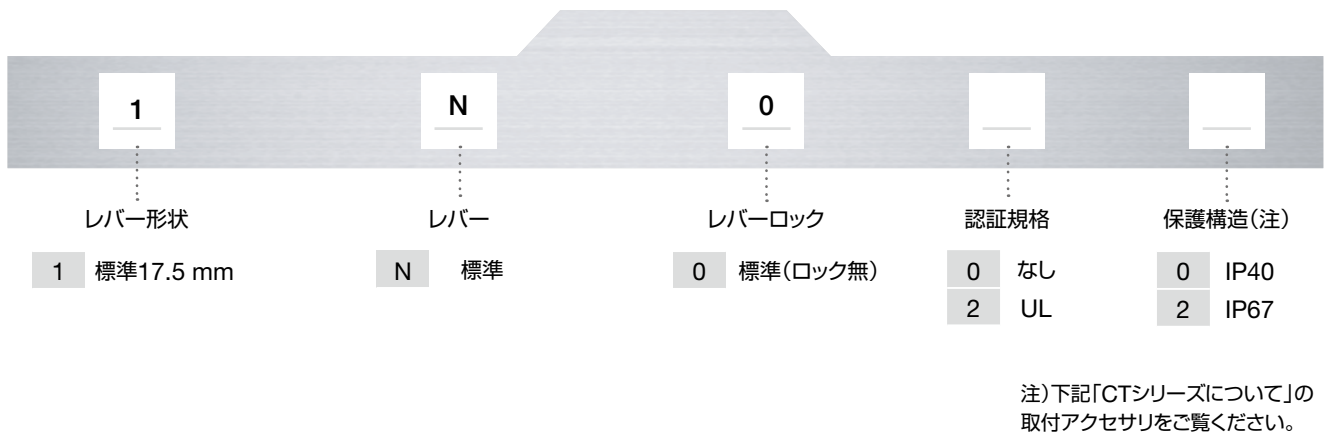 1 N 0
レバー形状 レバー レバーロック 認証規格 保護構造(注)
1 標準17.5 mm N 標準 0 標準(ロック無) 0 なし 0 IP40
2 UL 2 IP67
注)下記「CTシリーズについて」の
取付アクセサリをご覧ください。